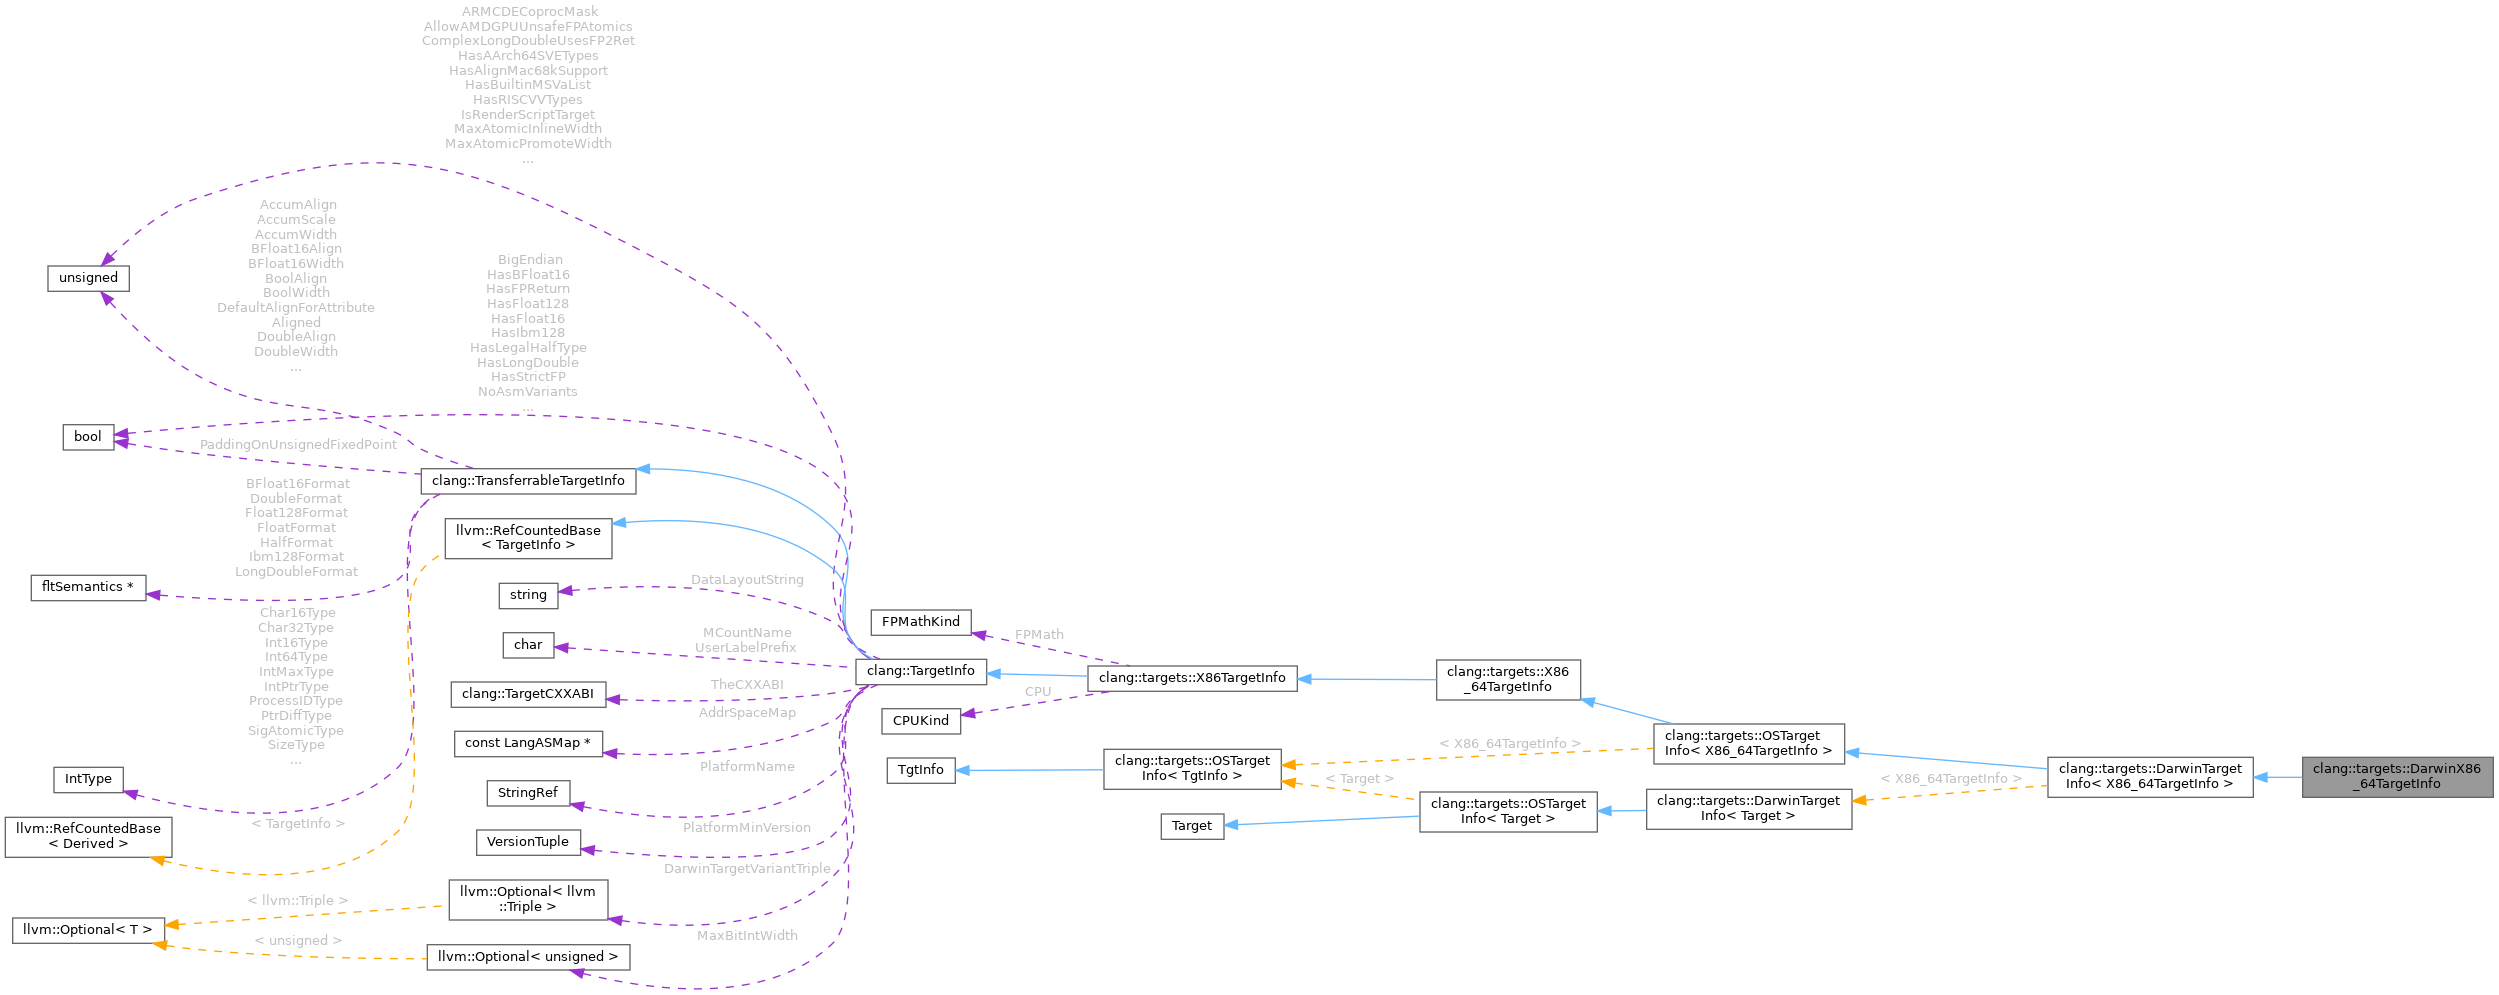 ARMCDECoprocMask
AllowAMDGPUUnsafeFPAtomics
ComplexLongDoubleUsesFP2Ret
HasAArch64SVETypes
HasAlignMac68kSupport
HasBuiltinMSVaList
HasRISCVVTypes
IsRenderScriptTarget
MaxAtomicInlineWidth
MaxAtomicPromoteWidth
...
AccumAlign
AccumScale
AccumWidth
BFloat16Align
BFloat16Width
BoolAlign
BoolWidth
DefaultAlignForAttribute
Aligned
DoubleAlign
DoubleWidth
...
BigEndian
HasBFloat16
HasFPReturn
HasFloat128
HasFloat16
HasIbm128
HasLegalHalfType
HasLongDouble
HasStrictFP
NoAsmVariants
...
unsigned
bool
PaddingOnUnsignedFixedPoint
clang::TransferrableTargetInfo
BFloat16Format
DoubleFormat
Float128Format
FloatFormat
HalfFormat
Ibm128Format
LongDoubleFormat
llvm::RefCountedBase
< TargetInfo >
fltSemantics *
string
DataLayoutString
Char16Type
Char32Type
Int16Type
Int64Type
IntMaxType
IntPtrType
ProcessIDType
PtrDiffType
SigAtomicType
SizeType
...
char
MCountName
UserLabelPrefix
FPMathKind
FPMath
clang::TargetInfo
clang::targets::X86TargetInfo
clang::targets::X86
_64TargetInfo
clang::TargetCXXABI
TheCXXABI
CPUKind
CPU
const LangASMap *
AddrSpaceMap
clang::targets::OSTarget
Info< X86_64TargetInfo >
< X86_64TargetInfo >
TgtInfo
clang::targets::OSTarget
Info< TgtInfo >
< Target >
clang::targets::DarwinTarget
Info< X86_64TargetInfo >
clang::targets::DarwinX86
_64TargetInfo
< X86_64TargetInfo >
IntType
StringRef
PlatformName
Target
clang::targets::OSTarget
Info< Target >
clang::targets::DarwinTarget
Info< Target >
llvm::RefCountedBase
< Derived >
< TargetInfo >
VersionTuple
PlatformMinVersion
llvm::Optional< llvm
::Triple >
DarwinTargetVariantTriple
< llvm::Triple >
llvm::Optional< T >
< unsigned >
llvm::Optional< unsigned >
MaxBitIntWidth